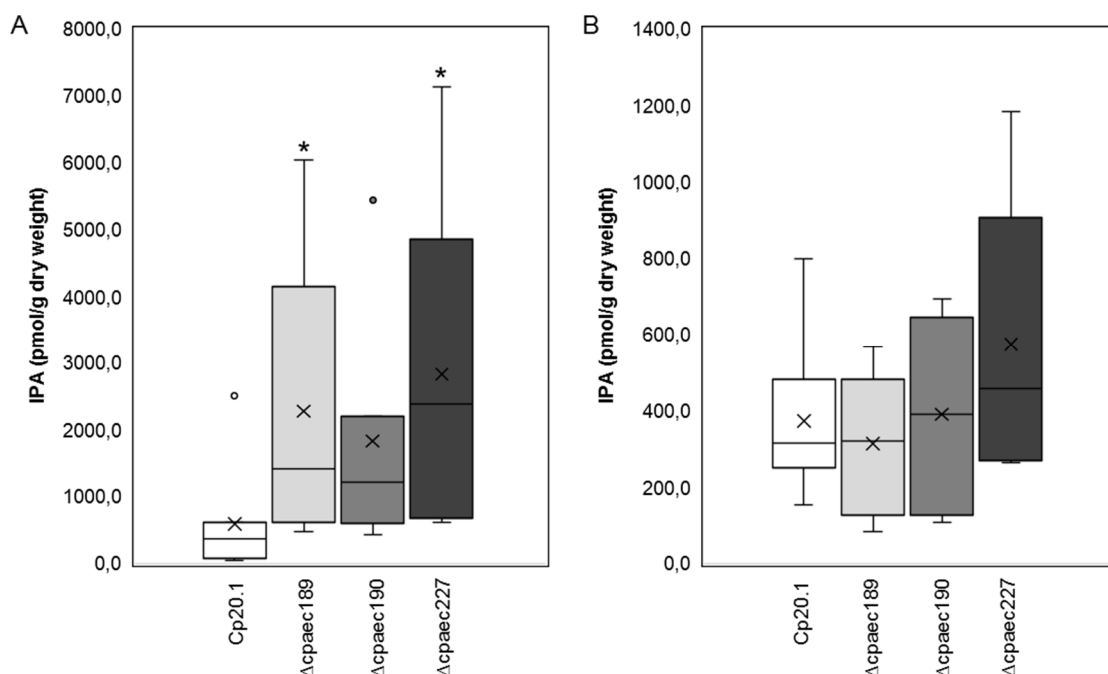 A
8000,0
7000,0
6000,0
5000,0
4000,0
3000,0
2000,0
1000,0
0,0
IPA (pmol/g dry weight)
*
*
Cp20.1
Δcpaec189
Δcpaec190
Δcpaec227
B
1400,0
1200,0
1000,0
800,0
600,0
400,0
200,0
0,0
IPA (pmol/g dry weight)
Cp20.1
Δcpaec189
Δcpaec190
Δcpaec227